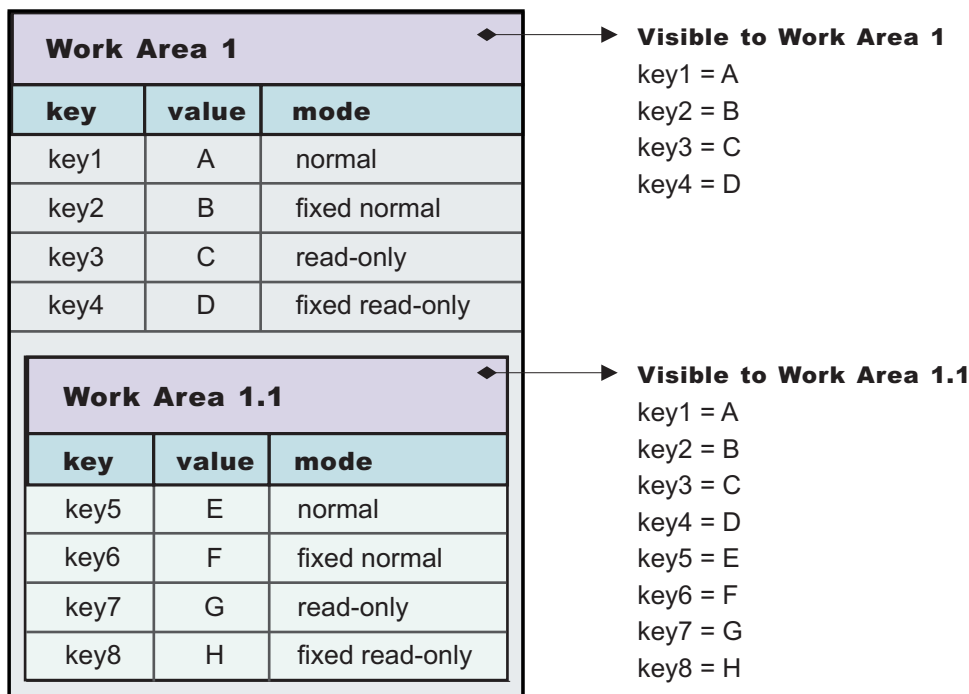 Work Area 1
key value mode
key1 A normal
key2 B fixed normal
key3 C read-only
key4 D fixed read-only
Visible to Work Area 1
key1 = A
key2 = B
key3 = C
key4 = D
Work Area 1.1
key value mode
key5 E normal
key6 F fixed normal
key7 G read-only
key8 H fixed read-only
Visible to Work Area 1.1
key1 = A
key2 = B
key3 = C
key4 = D
key5 = E
key6 = F
key7 = G
key8 = H